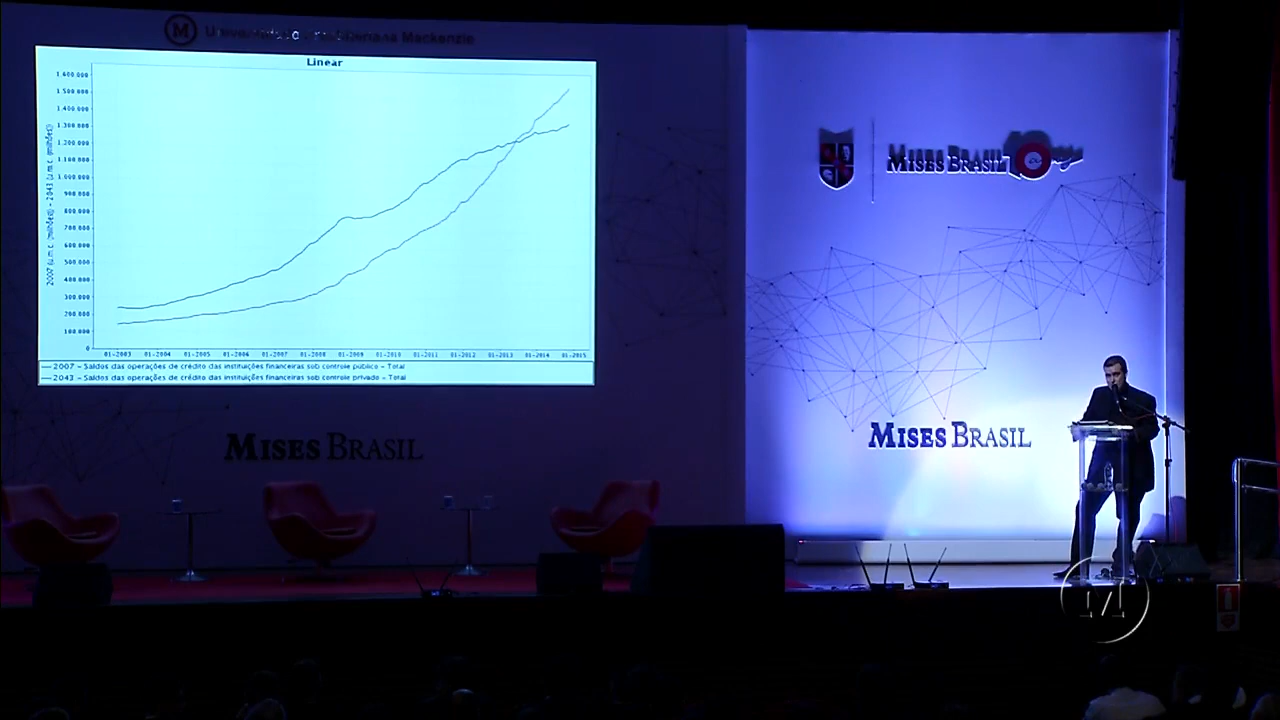 Linear
1.600.000
1.500.000
1.400.000
1.300.000
1.200.000
1.100.000
1.000.000
900.000
800.000
700.000
600.000
500.000
400.000
300.000
200.000
100.000
0
2007 (u.m.c. (milhões)) - 2043 (u.m.c. (milhões))
01-2003 01-2004 01-2005 01-2006 01-2007 01-2008 01-2009 01-2010 01-2011 01-2012 01-2013 01-2014 01-2015
2007 - Saldos das operações de crédito das instituições financeiras sob controle público - Total
2043 - Saldos das operações de crédito das instituições financeiras sob controle privado - Total
M
Mackenzie
MISES BRASIL 10
MISES BRASIL
MISES BRASIL
M